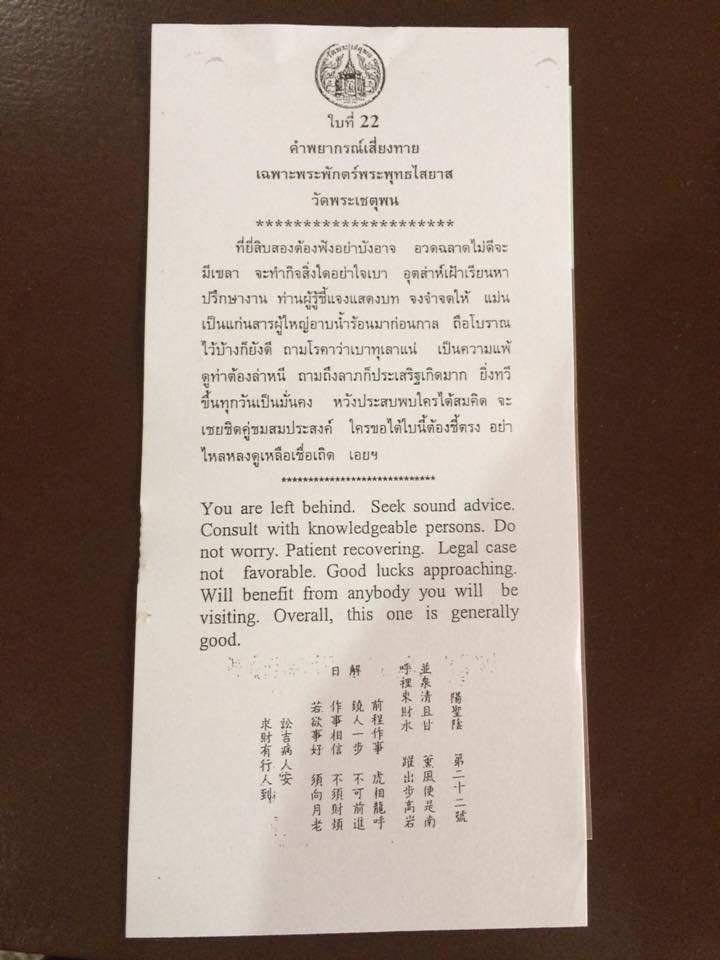 วัดพระเชตุพน
ใบที่ 22
คำพยากรณ์เสี่ยงทาย
เฉพาะพระพักตร์พระพุทธไสยาส
วัดพระเชตุพน
*********************
ที่ยี่สิบสองต้องฟังอย่าบังอาจ อวดฉลาดไม่ดีจะ
มีเขลา จะทำกิจสิ่งใดอย่าใจเบา อุตส่าห์เฝ้าเรียนหา
ปรึกษางาน ท่านผู้รู้ชี้แจงแสดงบท จงจำจดให้ แม่น
เป็นแก่นสารผู้ใหญ่อาบน้ำร้อนมาก่อนกาล ถือโบราณ
ไว้บ้างก็ยังดี ถามโรคาว่าเบาทุเลาแน่ เป็นความแพ้
ดูท่าต้องล่าหนี ถามถึงลาภก็ประเสริฐเกิดมาก ยิ่งทวี
ขึ้นทุกวันเป็นมั่นคง หวังประสบพบใครได้สมคิด จะ
เชยชิดคู่ชมสมประสงค์ ใครขอได้ใบนี้ต้องชี้ตรง อย่า
ไหลหลงดูเหลือเชื่อเถิด เอยฯ
*****************************
You are left behind. Seek sound advice.
Consult with knowledgeable persons. Do
not worry. Patient recovering. Legal case
not favorable. Good lucks approaching.
Will benefit from anybody you will be
visiting. Overall, this one is generally
good.
陽聖陰 第二十二號
並泉清且甘 薰風便是南
呼裡來財水 躍出步高岩
解日
前程作事 虎相龍呼
饒人一步 不可前進
作事相信 不須財煩
若欲事好 須向月老
訟吉病人安
求財有行人到